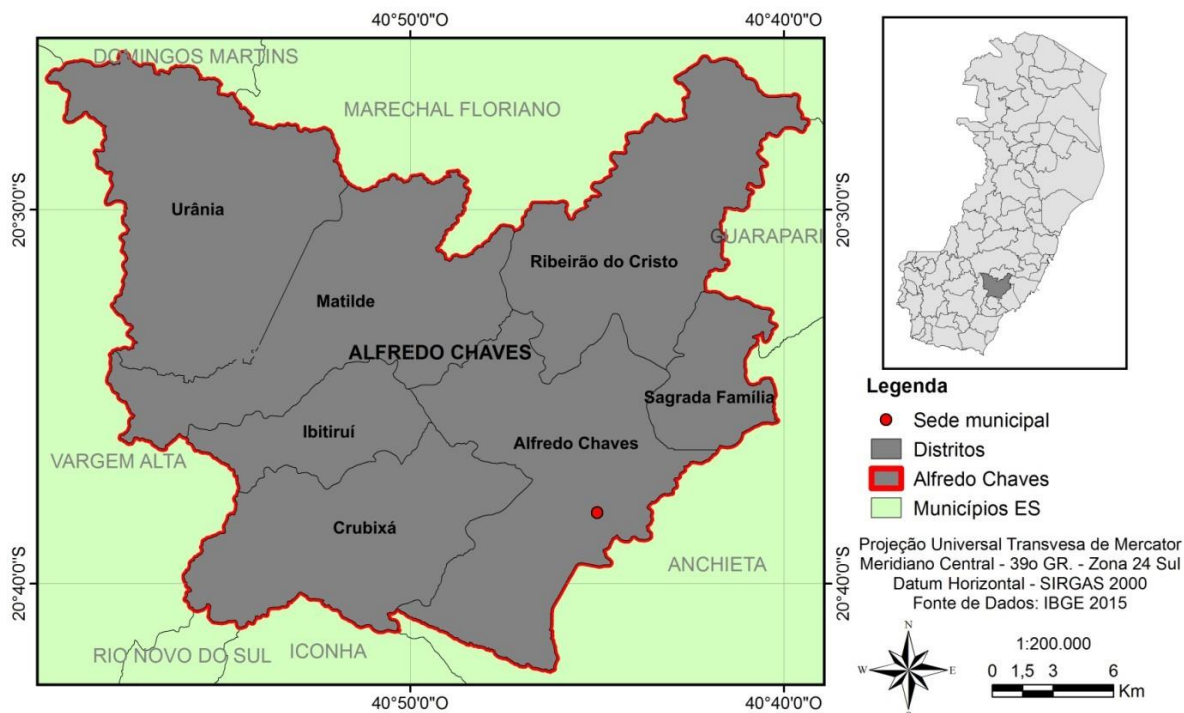 40°50'0"O
40°40'0"O
DOMINGOS MARTINS
MARECHAL FLORIANO
Urânia
20°30'0"S
20°30'0"S
GUARAPARI
Ribeirão do Cristo
Matilde
ALFREDO CHAVES
Sagrada Família
Ibitiruí
Alfredo Chaves
VARGEM ALTA
Crubixá
ANCHIETA
20°40'0"S
20°40'0"S
RIO NOVO DO SUL
ICONHA
40°50'0"O
40°40'0"O
Legenda
Sede municipal
Distritos
Alfredo Chaves
Municípios ES
Projeção Universal Transvesa de Mercator
Meridiano Central - 39o GR. - Zona 24 Sul
Datum Horizontal - SIRGAS 2000
Fonte de Dados: IBGE 2015
N
W
E
S
1:200.000
0 1,5 3 6
Km